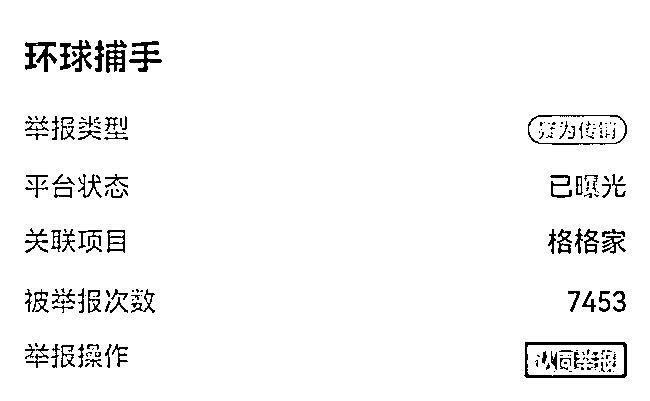 环球捕手
举报类型 疑为传销
平台状态 已曝光
关联项目 格格家
被举报次数 7453
举报操作 认同举报